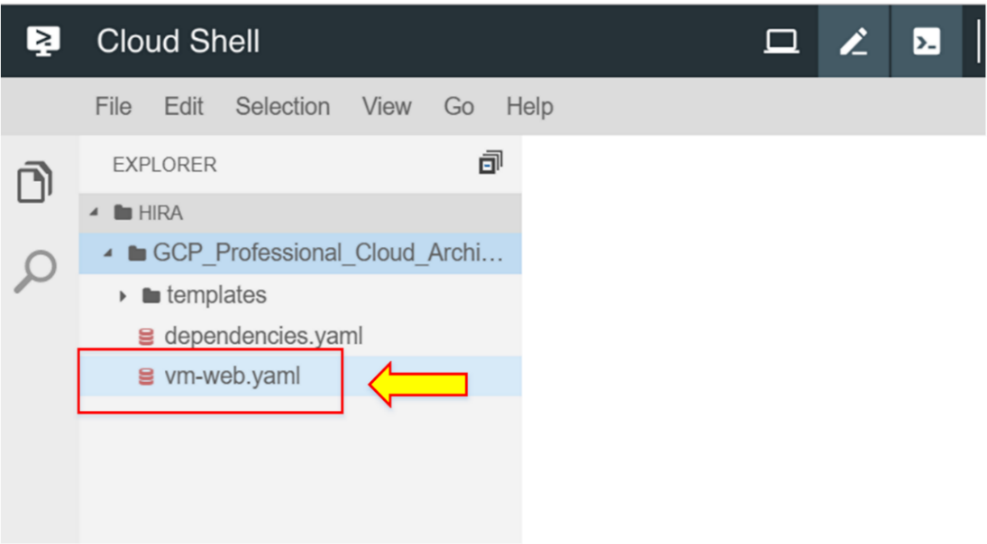 Cloud Shell
File Edit Selection View Go Help
EXPLORER
HIRA
GCP_Professional_Cloud_Archi...
templates
dependencies.yaml
vm-web.yaml